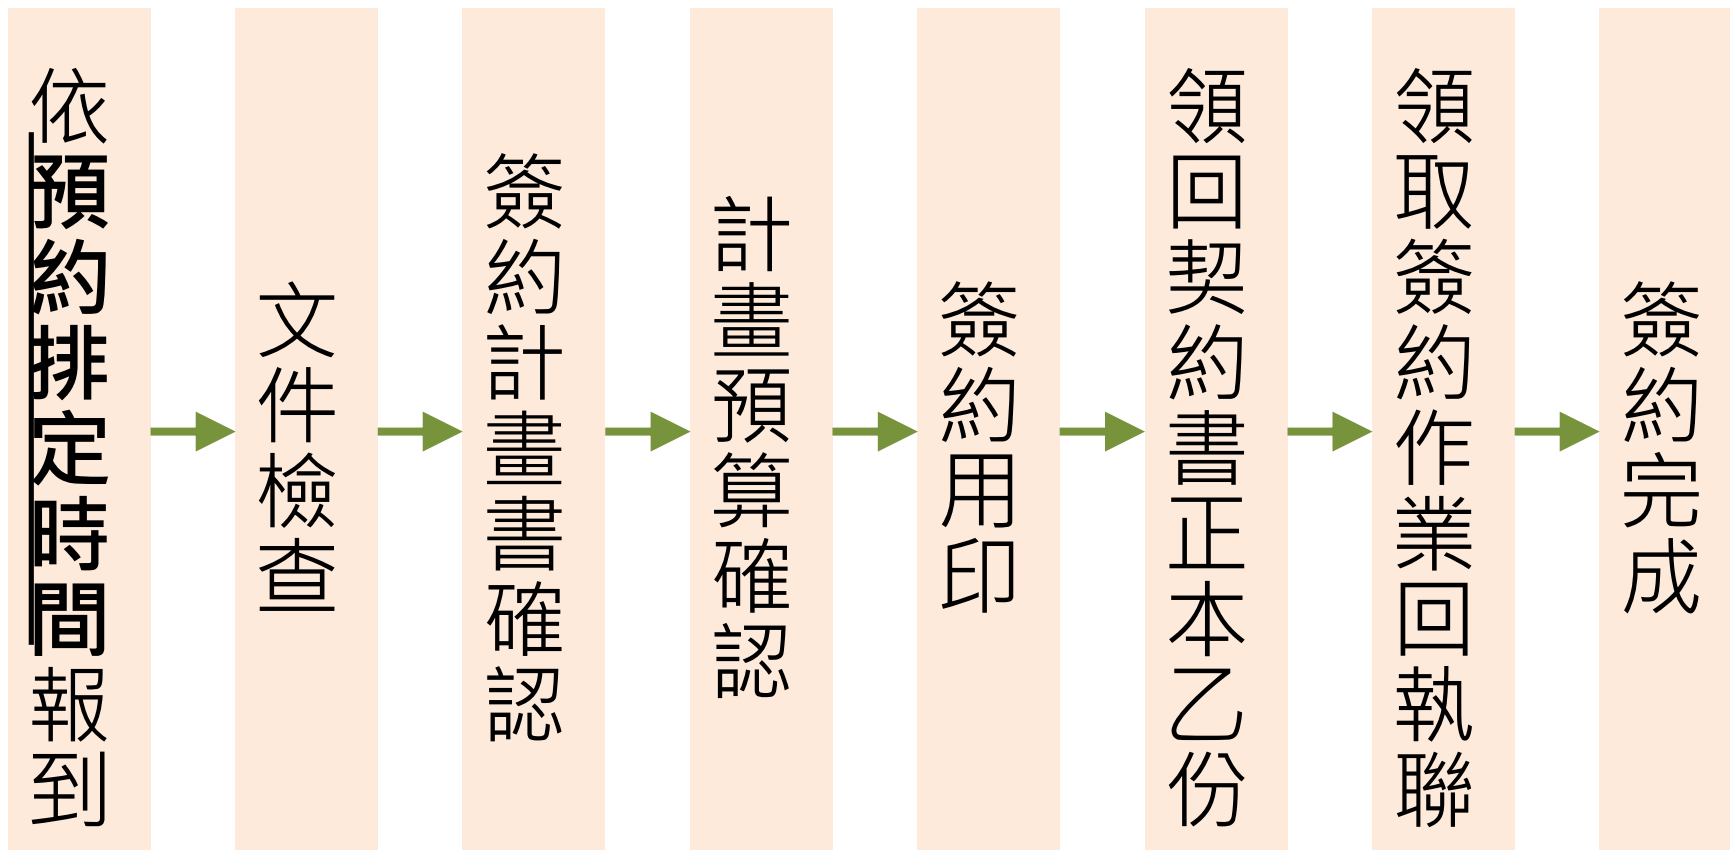 依預約排定時間報到
文件檢查
簽約計畫書確認
計畫預算確認
簽約用印
領回契約書正本乙份
領取簽約作業回執聯
簽約完成